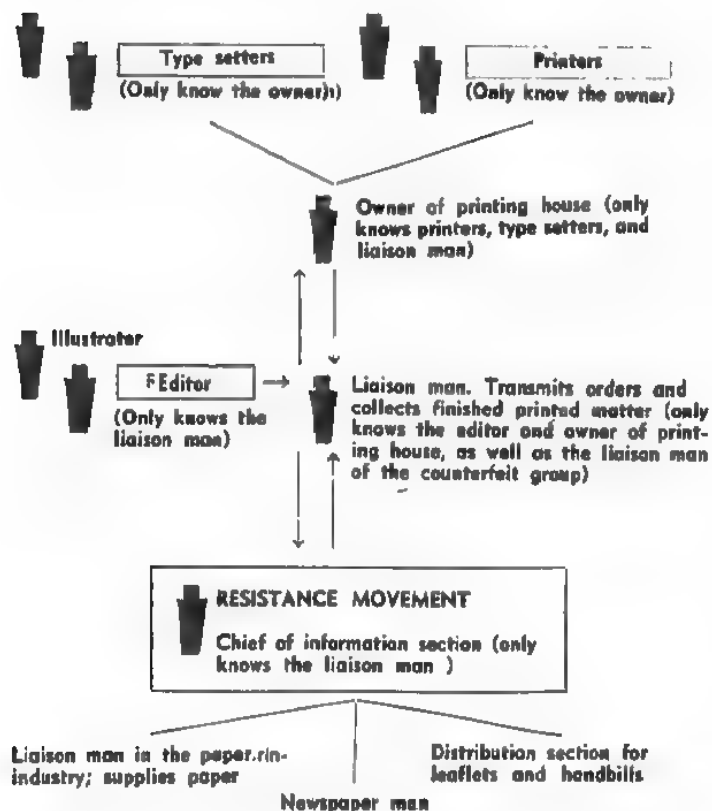 Type setters
(Only know the owner)ı)
Printers
(Only know the owner)
Owner of printing house (only
knows printers, type setters, and
liaison man)
Illustrater
FEditor
(Only knows the
liaison man)
Liaison man. Transmits orders and
collects finished printed matter (only
knows the editor and owner of print-
ing house, as well as the liaison man
of the counterfeit group)
RESISTANCE MOVEMENT
Chief of information section (only
knows the liaison man )
Liaison man in the paper.rin-
industry; supplies paper
Newspaper man
Distribution section for
leaflets and handbills